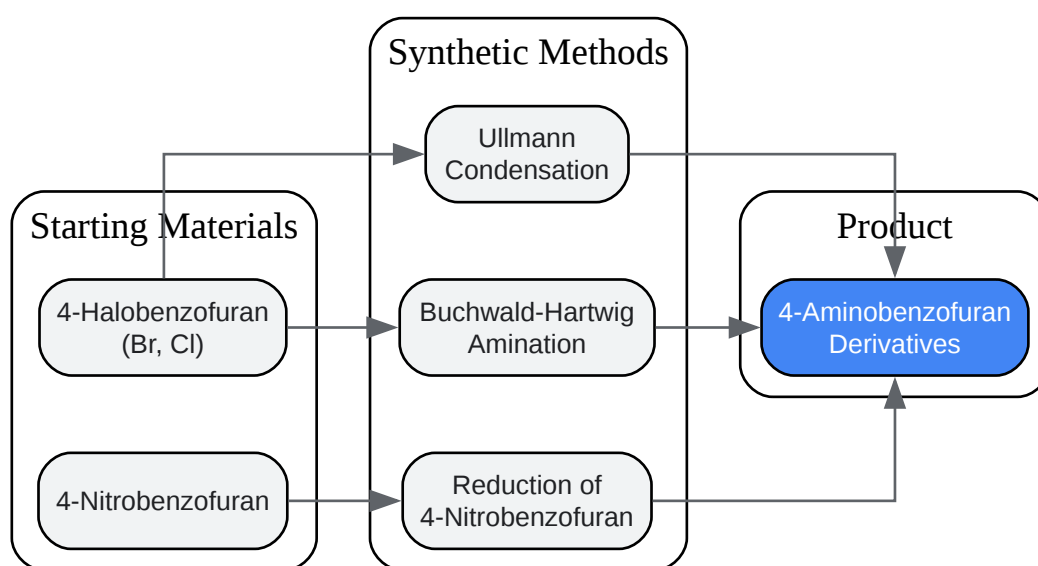 Synthetic Methods
Ullmann
Condensation
Starting Materials
Product
4-Halobenzofuran
(Br, Cl)
Buchwald-Hartwig
Amination
4-Aminobenzofuran
Derivatives
4-Nitrobenzofuran
Reduction of
4-Nitrobenzofuran